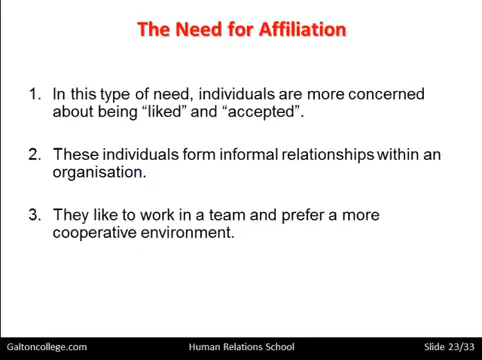 The Need for Affiliation
1. In this type of need, individuals are more concerned
about being “liked” and “accepted”.
2. These individuals form informal relationships within an
organisation.
3. They like to work in a team and prefer a more
cooperative environment.
Galtoncollege.com Human Relations School Slide 23/33